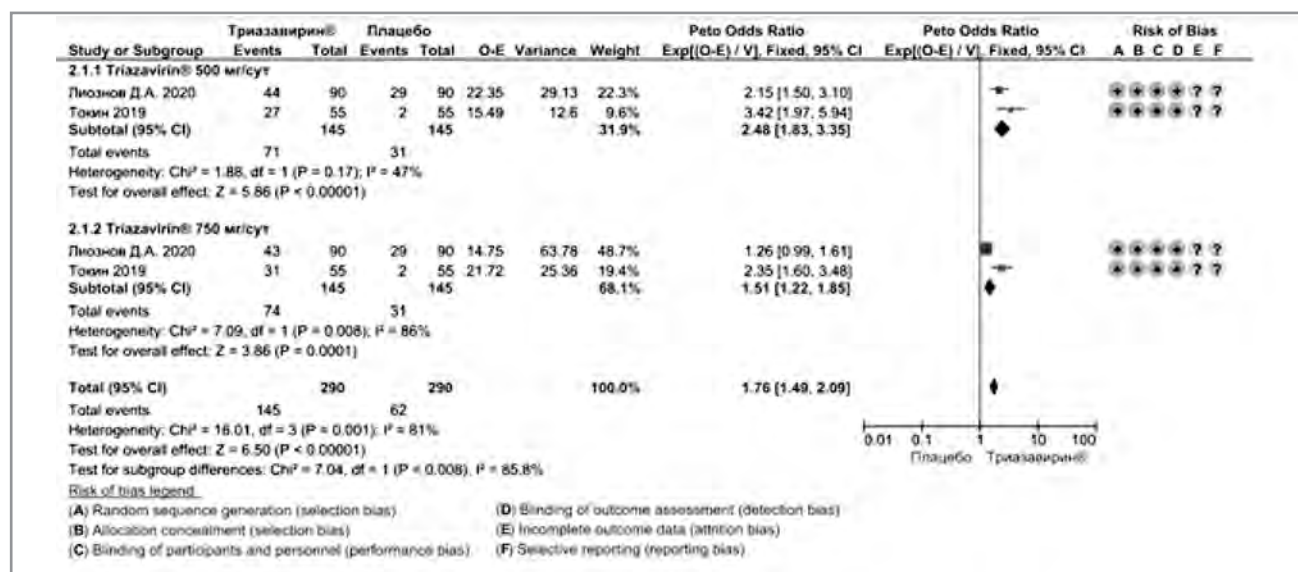 Триазавирин® Плацебо Peto Odds Ratio Peto Odds Ratio Risk of Bias
Study or Subgroup Events Total Events Total O-E Variance Weight Exp[(O-E) / V], Fixed, 95% CI Exp[(O-E) / V], Fixed, 95% CI A B C D E F
2.1.1 Triazavirin® 500 мг/сут
Лиознов Д.А. 2020 44 90 29 90 22.35 29.13 22.3% 2.15 [1.50, 3.10] + + + + ? ?
Токин 2019 27 55 2 55 15.49 12.6 9.6% 3.42 [1.97, 5.94] + + + + ? ?
Subtotal (95% CI) 145 145 31.9% 2.48 [1.83, 3.35]
Total events 71 31
Heterogeneity: Chi² = 1.88, df = 1 (P = 0.17); I² = 47%
Test for overall effect: Z = 5.86 (P < 0.00001)
2.1.2 Triazavirin® 750 мг/сут
Лиознов Д.А. 2020 43 90 29 90 14.75 63.78 48.7% 1.26 [0.99, 1.61] + + + + ? ?
Токин 2019 31 55 2 55 21.72 25.36 19.4% 2.35 [1.60, 3.48] + + + + ? ?
Subtotal (95% CI) 145 145 68.1% 1.51 [1.22, 1.85]
Total events 74 31
Heterogeneity: Chi² = 7.09, df = 1 (P = 0.008); I² = 86%
Test for overall effect: Z = 3.86 (P = 0.0001)
Total (95% CI) 290 290 100.0% 1.76 [1.49, 2.09]
Total events 145 62
Heterogeneity: Chi² = 16.01, df = 3 (P = 0.001); I² = 81%
Test for overall effect: Z = 6.50 (P < 0.00001)
Test for subgroup differences: Chi² = 7.04, df = 1 (P < 0.008), I² = 85.8%
0.01 0.1 1 10 100
Плацебо Триазавирин®
Risk of bias legend
(A) Random sequence generation (selection bias)
(B) Allocation concealment (selection bias)
(C) Blinding of participants and personnel (performance bias)
(D) Blinding of outcome assessment (detection bias)
(E) Incomplete outcome data (attrition bias)
(F) Selective reporting (reporting bias)